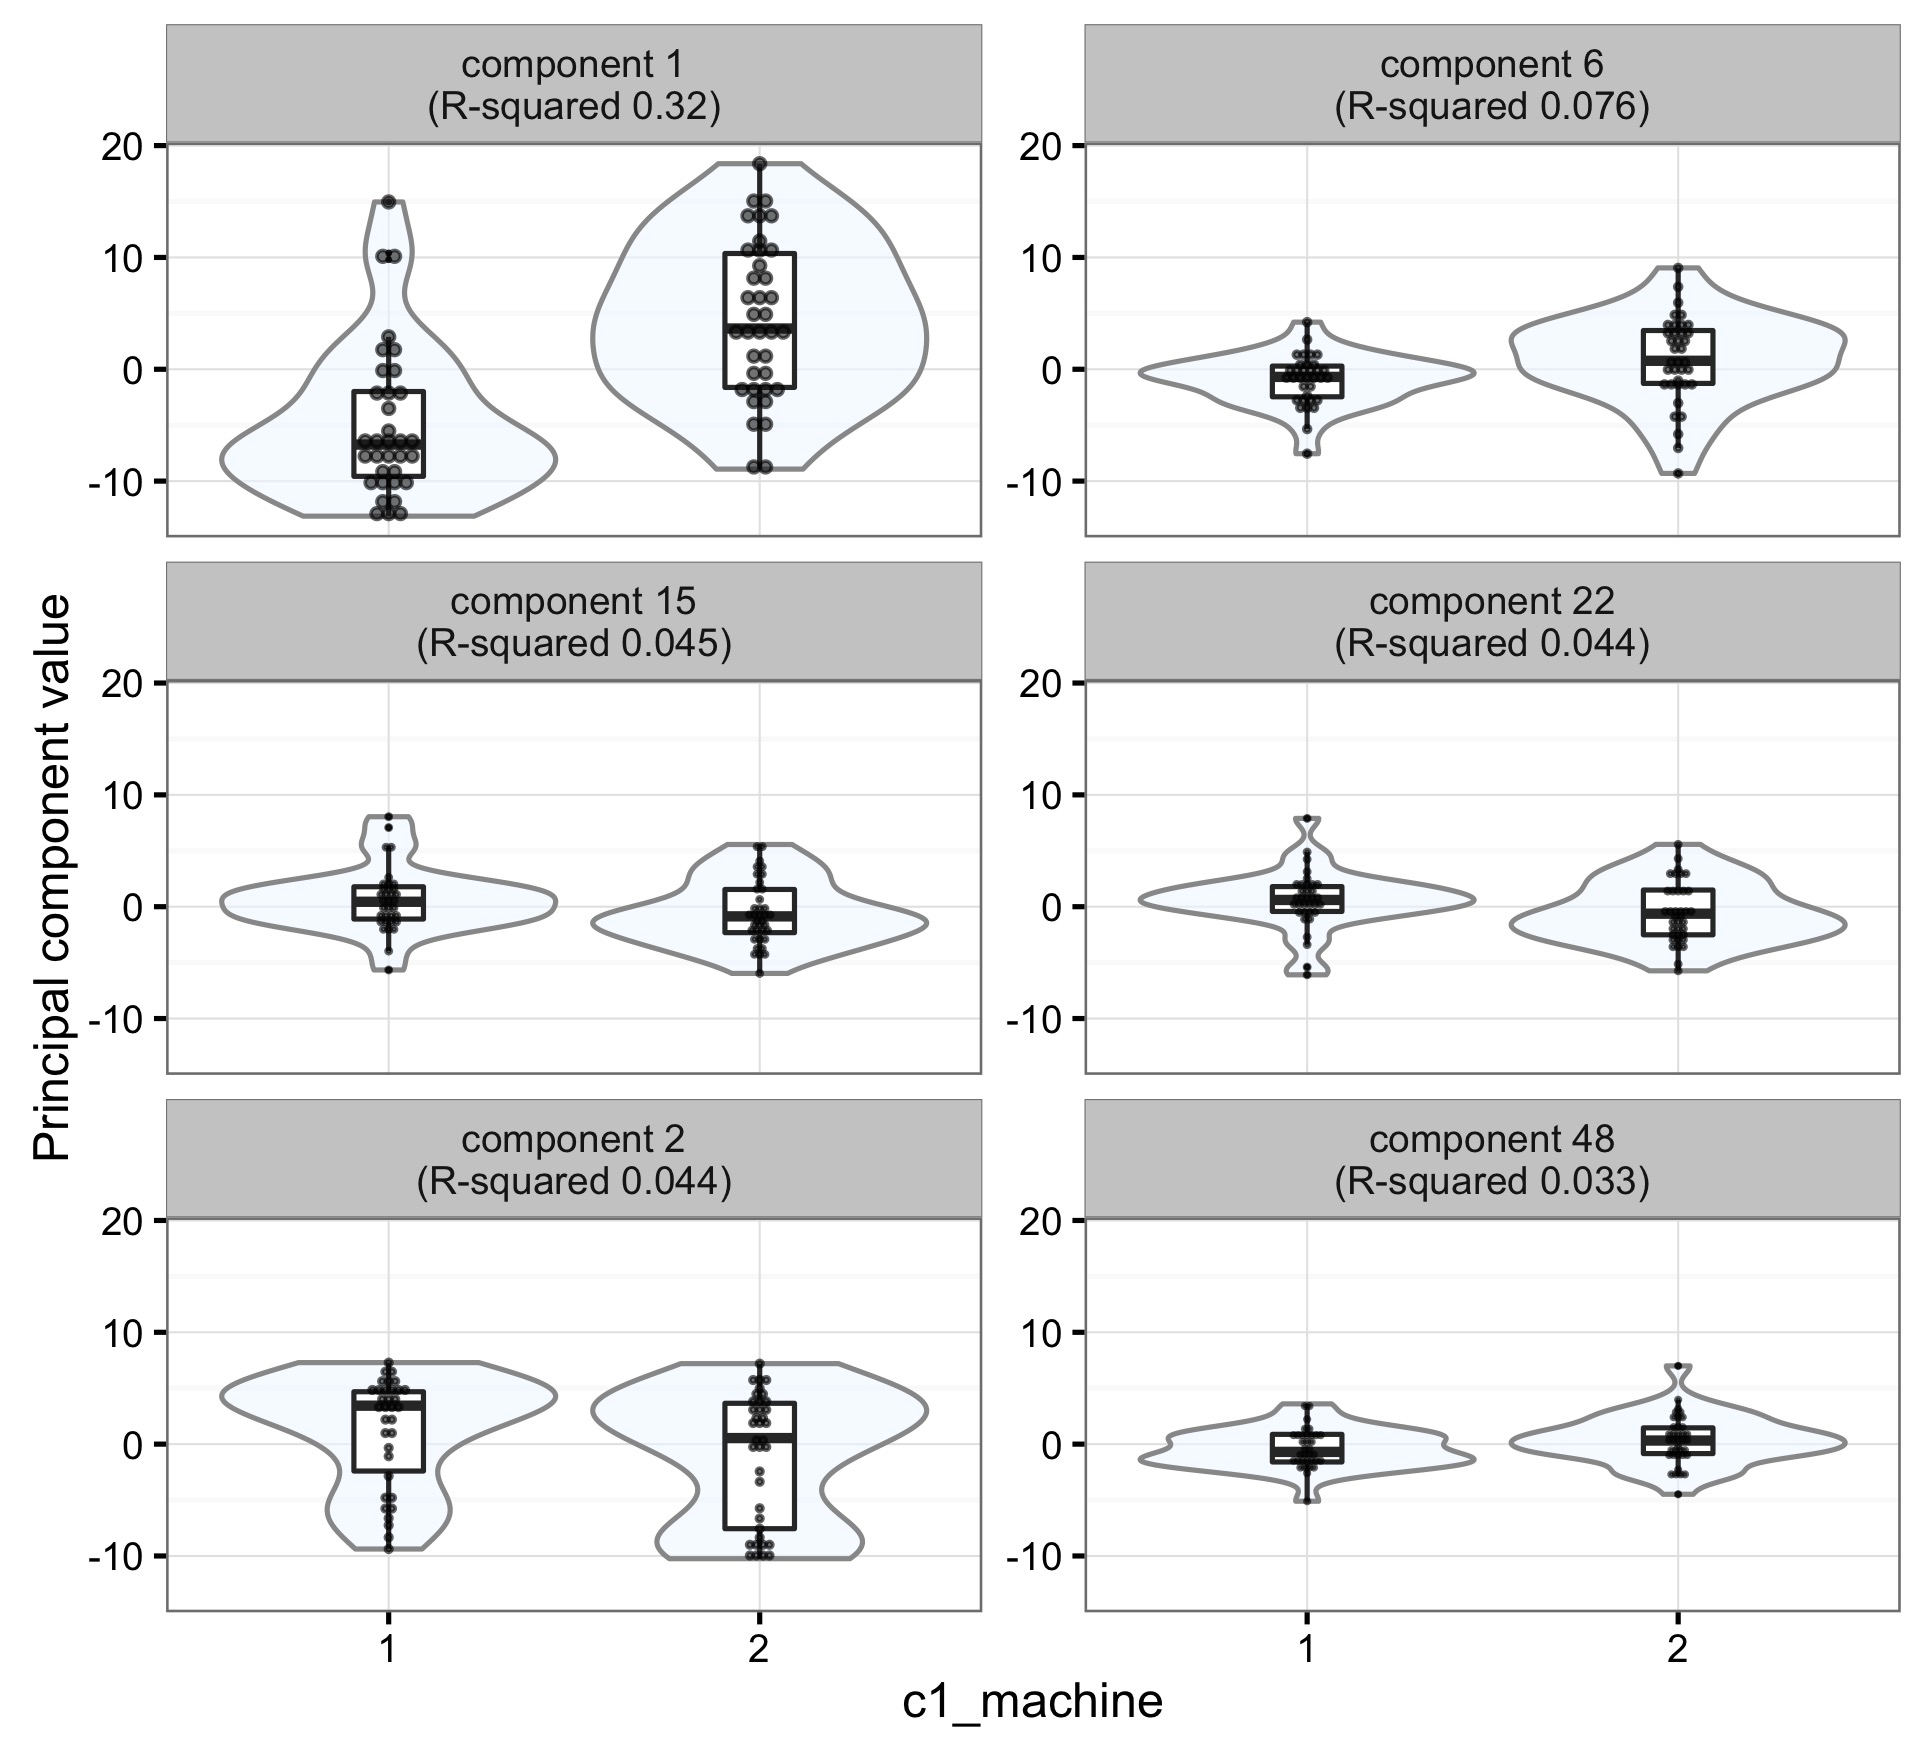 component 1
(R-squared 0.32)
component 6
(R-squared 0.076)
20
10
0
-10
20
10
0
-10
component 15
(R-squared 0.045)
component 22
(R-squared 0.044)
20
10
0
-10
20
10
0
-10
Principal component value
component 2
(R-squared 0.044)
component 48
(R-squared 0.033)
20
10
0
-10
20
10
0
-10
1
2
1
2
c1_machine